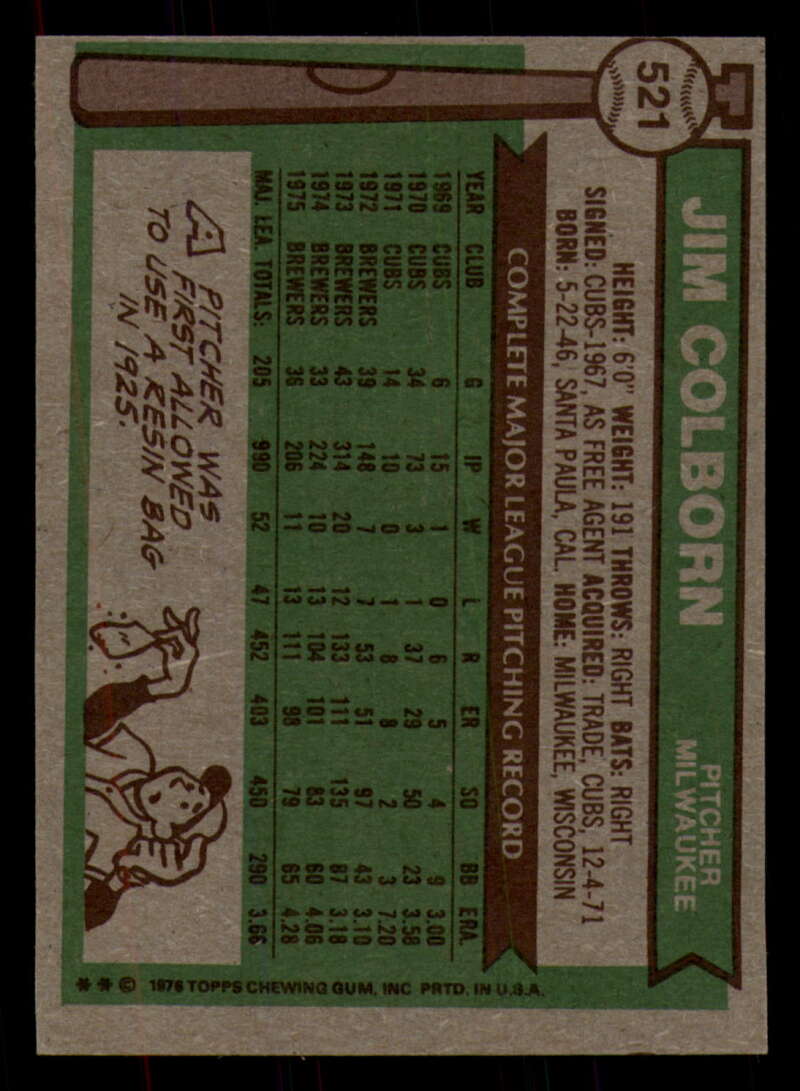 521
JIM COLBORN
PITCHER
MILWAUKEE
HEIGHT: 6'0" WEIGHT: 191 THROWS: RIGHT BATS: RIGHT
SIGNED: CUBS-1967, AS FREE AGENT ACQUIRED: TRADE, CUBS, 12-4-71
BORN: 5-22-46, SANTA PAULA, CAL. HOME: MILWAUKEE, WISCONSIN
COMPLETE MAJOR LEAGUE PITCHING RECORD
YEAR CLUB G IP W L R ER SO BB ERA.
1969 CUBS 6 15 1 0 6 5 4 9 3.00
1970 CUBS 34 73 3 1 37 29 50 23 3.58
1971 CUBS 14 10 0 1 8 8 2 3 7.20
1972 BREWERS 39 148 7 7 53 51 97 43 3.10
1973 BREWERS 43 314 20 12 133 111 135 87 3.18
1974 BREWERS 33 224 10 13 104 101 83 60 4.06
1975 BREWERS 36 206 11 13 111 98 79 65 4.28
MAJ. LEA. TOTALS: 205 990 52 47 452 403 450 290 3.66
A PITCHER WAS
FIRST ALLOWED
TO USE A RESIN BAG
IN 1925.
* * © 1976 TOPPS CHEWING GUM, INC PRTD. IN U.S.A.